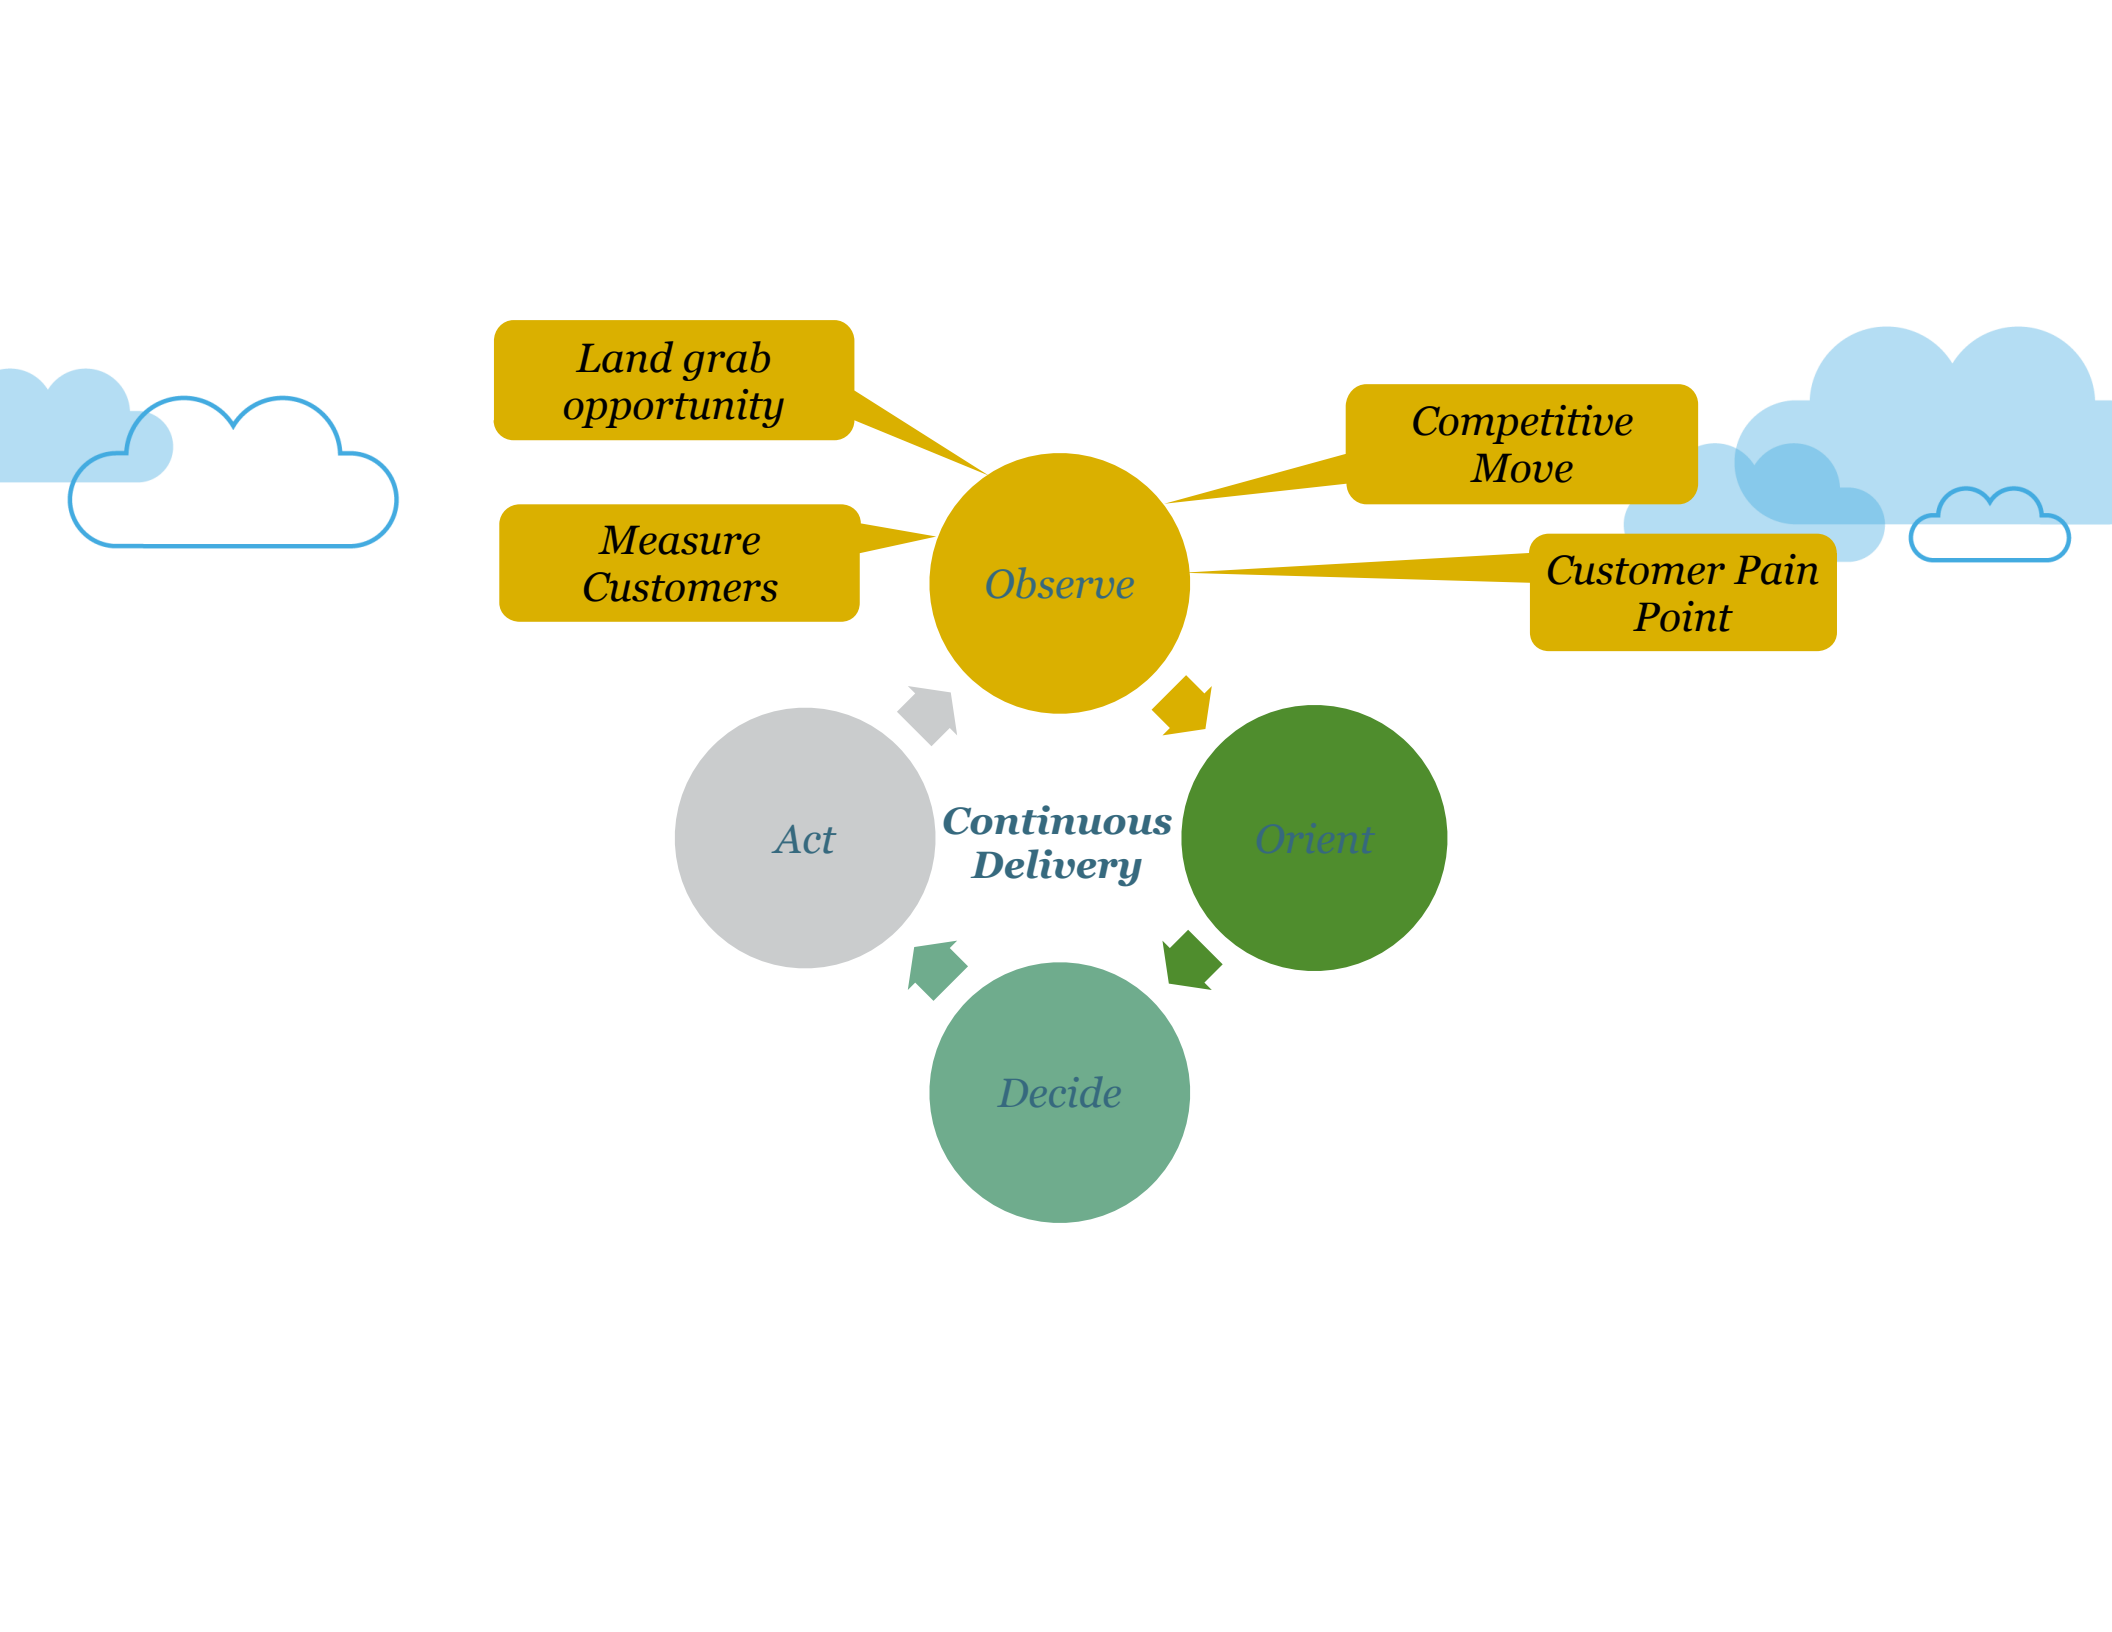 Land grab
opportunity
Competitive
Move
Measure
Customers
Observe
Customer Pain
Point
Act
Continuous
Delivery
Orient
Decide